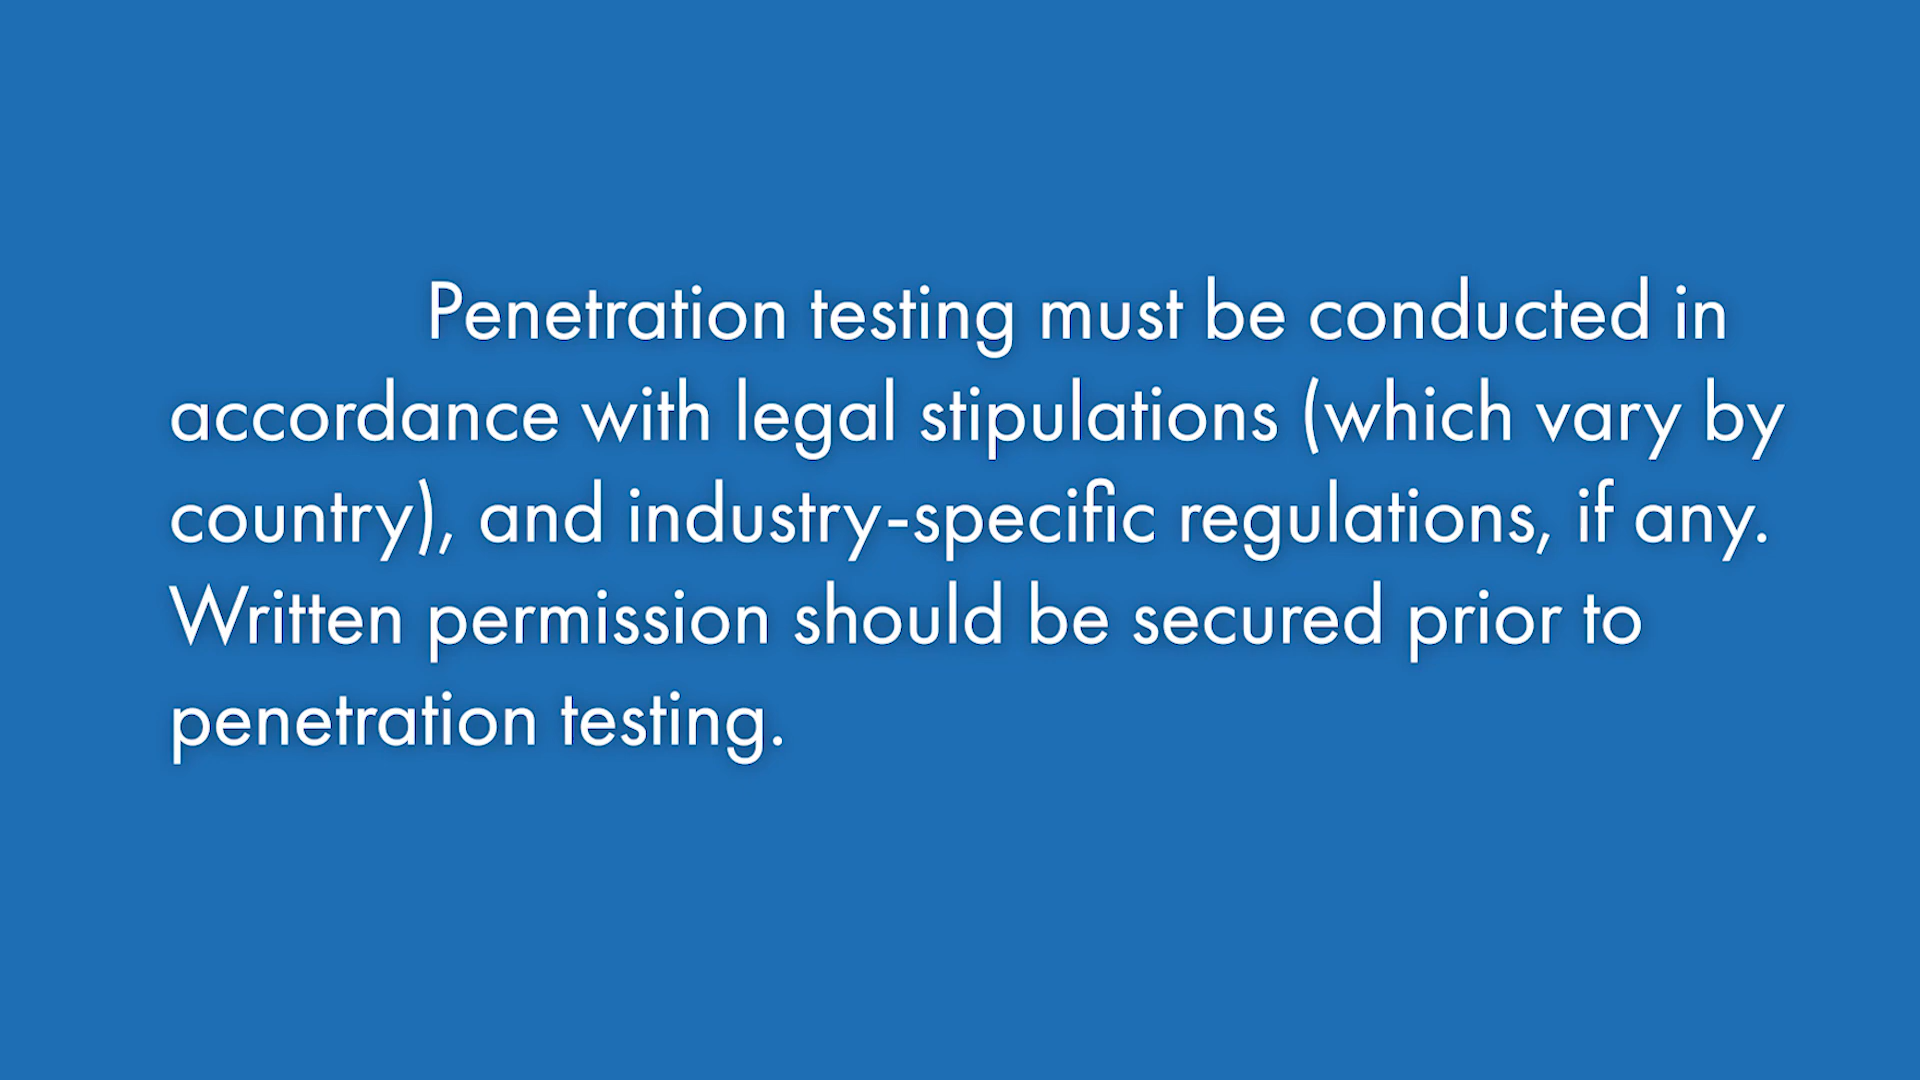 Penetration testing must be conducted in
accordance with legal stipulations (which vary by
country), and industry-specific regulations, if any.
Written permission should be secured prior to
penetration testing.